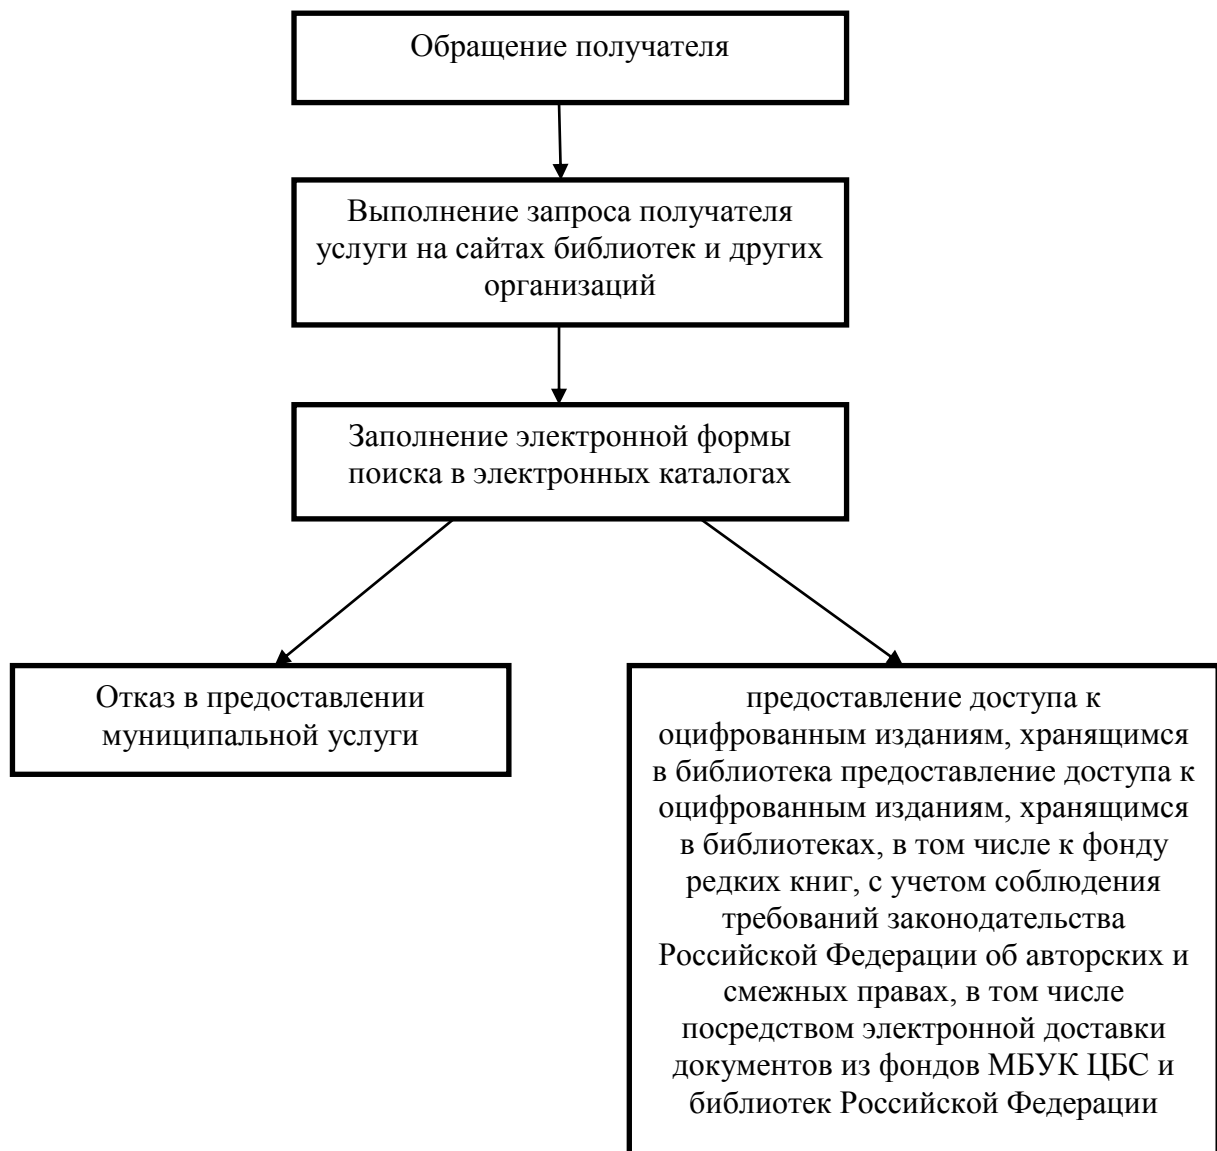 Обращение получателя
Выполнение запроса получателя
услуги на сайтах библиотек и других
организаций
Заполнение электронной формы
поиска в электронных каталогах
Отказ в предоставлении
муниципальной услуги
предоставление доступа к
оцифрованным изданиям, хранящимся
в библиотека предоставление доступа к
оцифрованным изданиям, хранящимся
в библиотеках, в том числе к фонду
редких книг, с учетом соблюдения
требований законодательства
Российской Федерации об авторских и
смежных правах, в том числе
посредством электронной доставки
документов из фондов МБУК ЦБС и
библиотек Российской Федерации